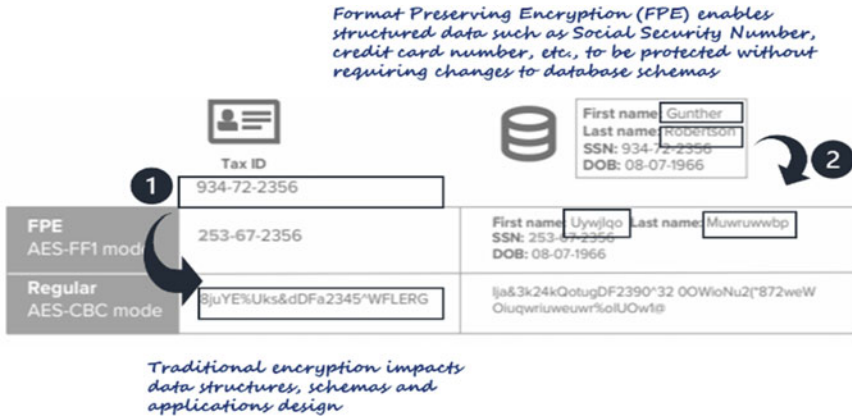 Format Preserving Encryption (FPE) enables
structured data such as Social Security Number,
credit card number, etc., to be protected without
requiring changes to database schemas
First name: Gunther
Last name: Robertson
SSN: 934-72-2356
DOB: 08-07-1966
2
Tax ID
1
934-72-2356
FPE
AES-FF1 mode
253-67-2356
First name: Uywjlqo Last name: Muwruwwbp
SSN: 253-67-2356
DOB: 08-07-1966
Regular
AES-CBC mode
8juYE%Uks&dDFa2345^WFLERG
Ija&3k24kQotugDF2390^32 0OWioNu2(*872weW
Oiuqwriuweuwr%oIUOw1@
Traditional encryption impacts
data structures, schemas and
applications design